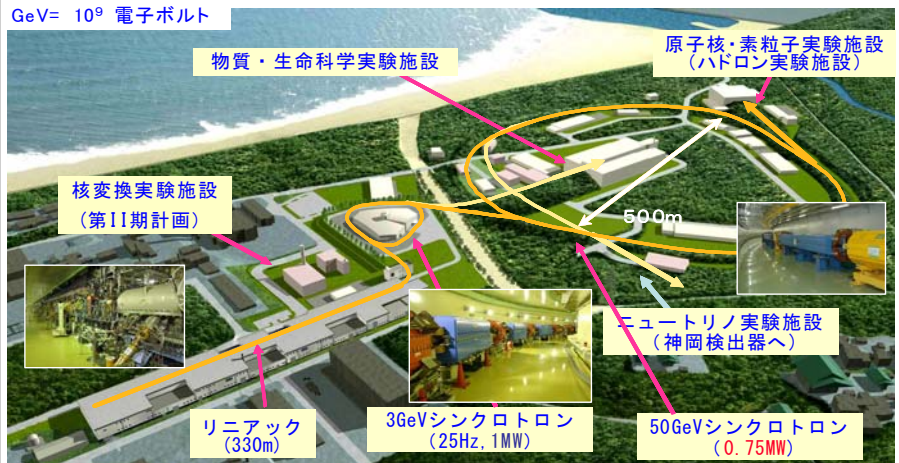 GeV= 10⁹ 電子ボルト
物質・生命科学実験施設
原子核・素粒子実験施設
(ハドロン実験施設)
核変換実験施設
(第II期計画)
500m
ニュートリノ実験施設
(神岡検出器へ)
リニアック
(330m)
3GeVシンクロトロン
(25Hz,1MW)
50GeVシンクロトロン
(0.75MW)